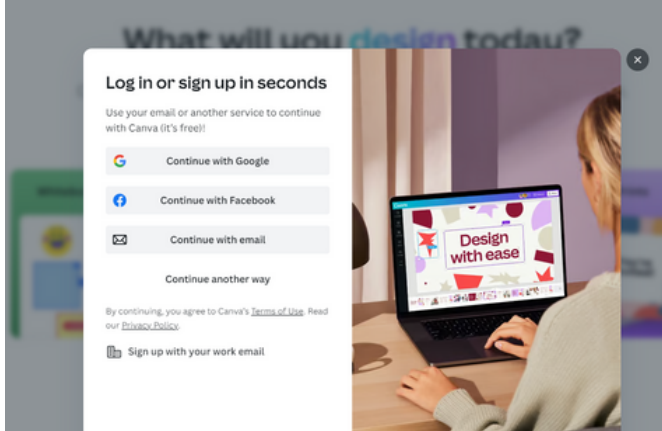 What will you design today?
Log in or sign up in seconds
Use your email or another service to continue
with Canva (it's free)!
Continue with Google
Continue with Facebook
Continue with email
Continue another way
By continuing, you agree to Canva's Terms of Use. Read
our Privacy Policy.
Sign up with your work email
Design
with ease